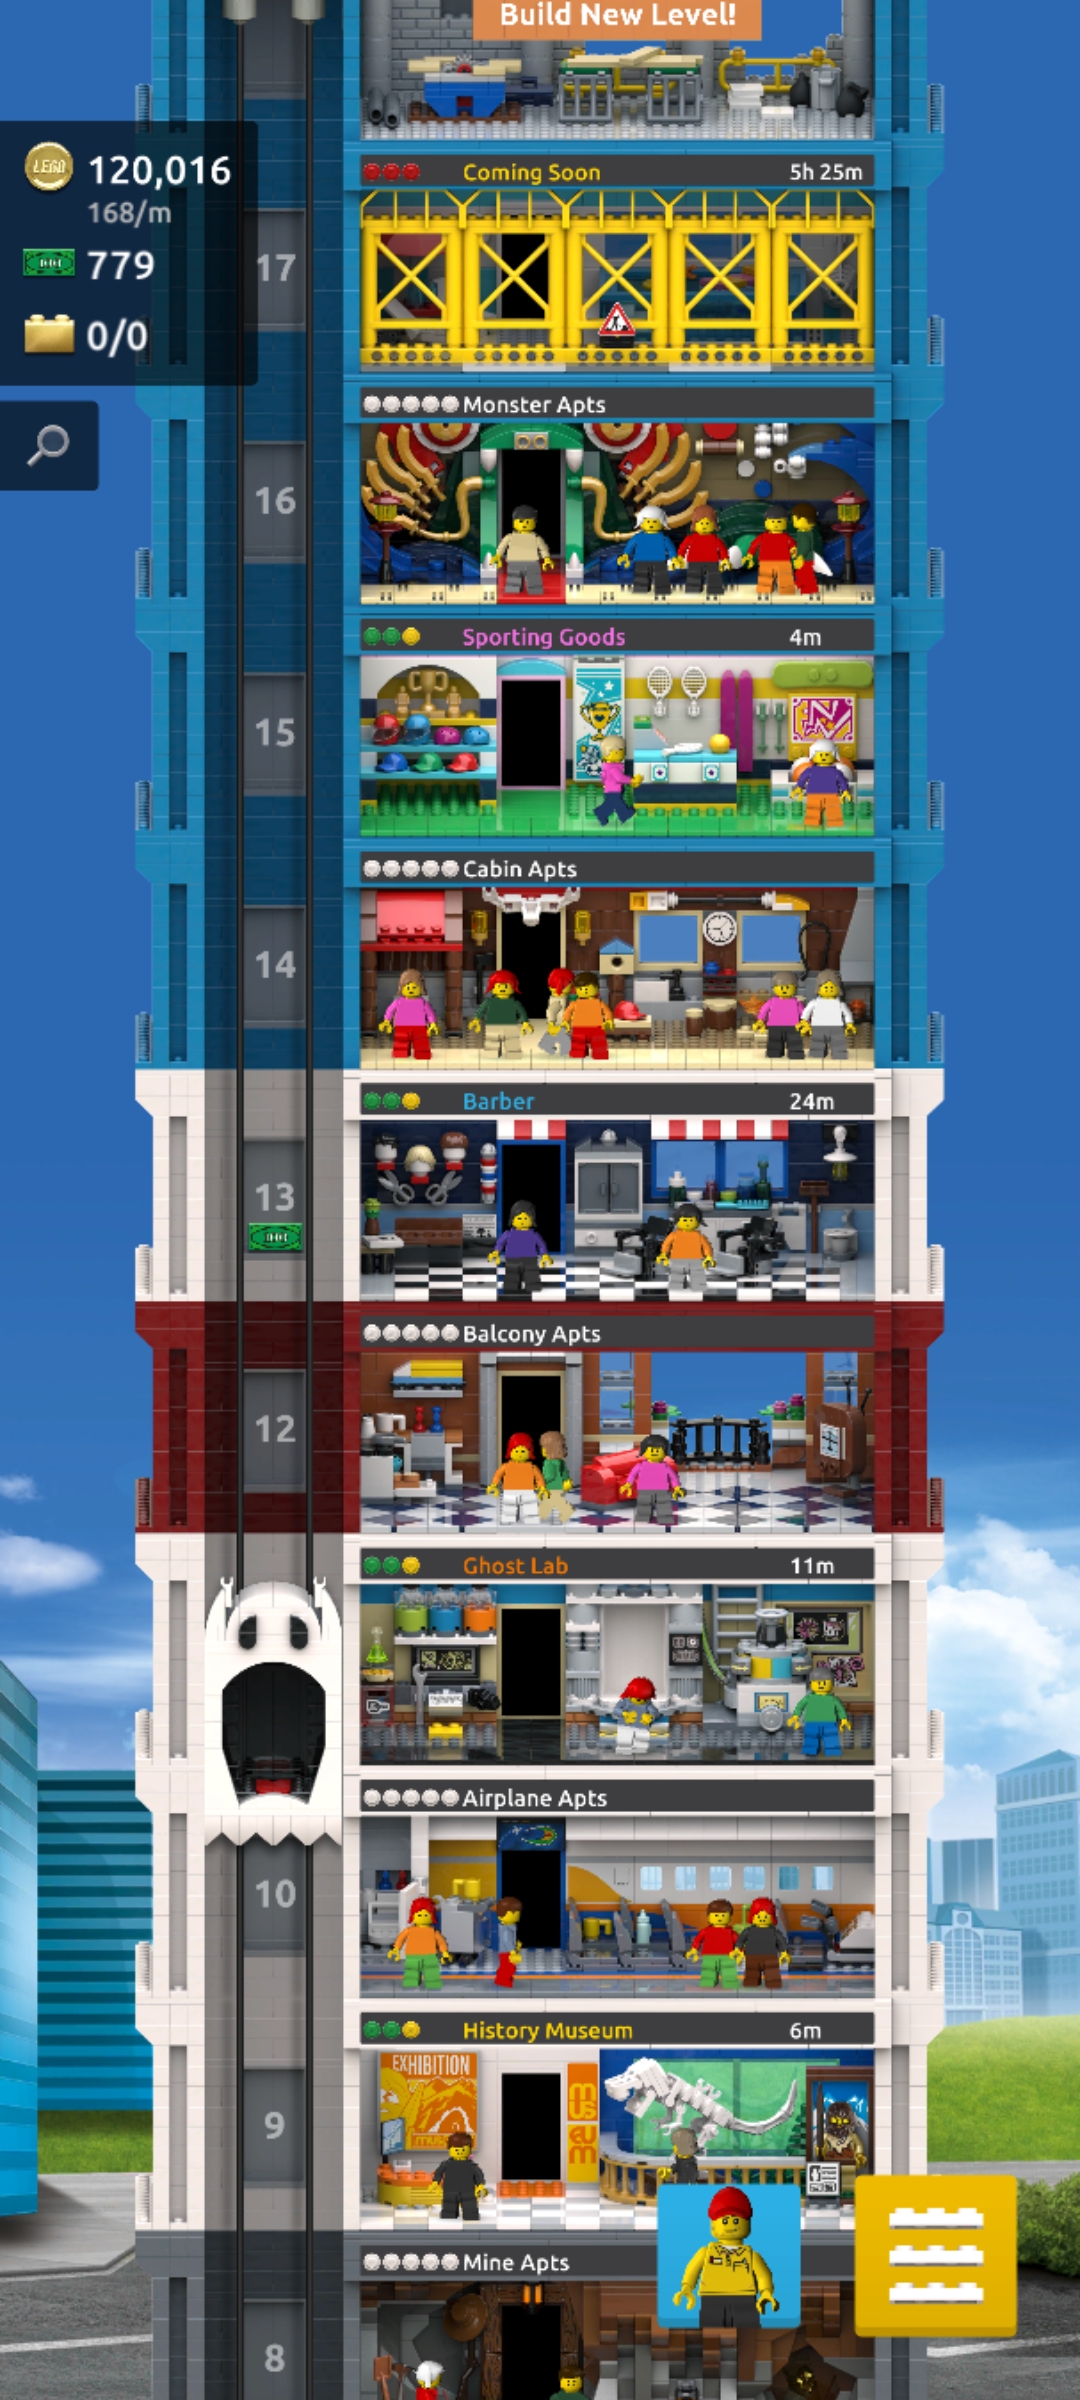 Build New Level!
LEGO
120,016
168/m
779
0/0
Coming Soon 5h 25m
17
Monster Apts
16
Sporting Goods 4m
15
N
Cabin Apts
14
Barber 24m
13
Balcony Apts
12
Ghost Lab 11m
Airplane Apts
10
History Museum 6m
EXHIBITION
mus
eum
9
Mine Apts
8